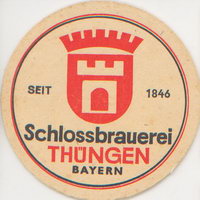 SEIT 1846
Schlossbrauerei
THÜNGEN
BAYERN